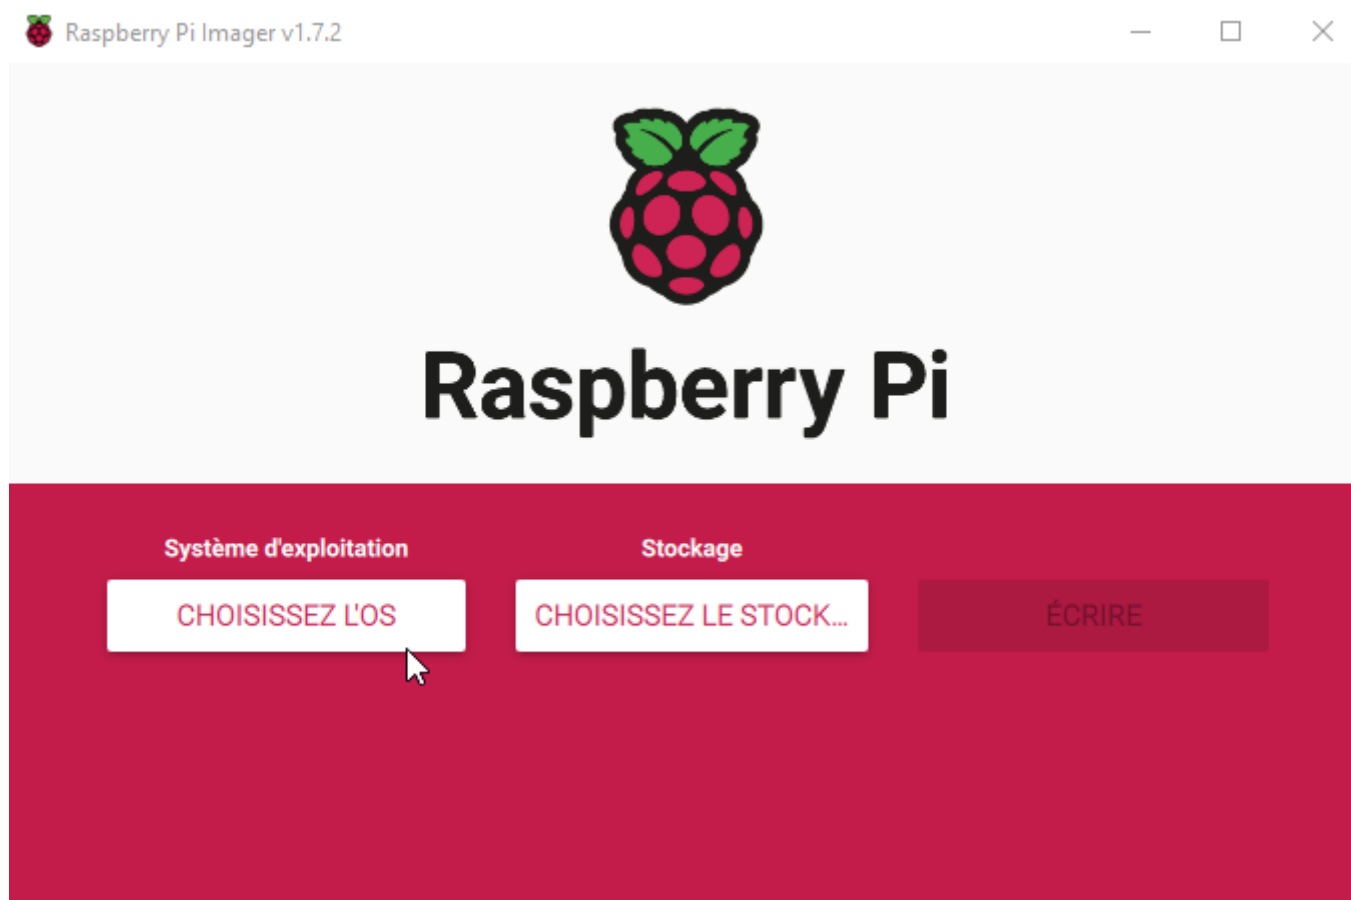 Raspberry Pi Imager v1.7.2
Raspberry Pi
Système d'exploitation
Stockage
CHOISISSEZ L'OS
CHOISISSEZ LE STOCK...
ÉCRIRE